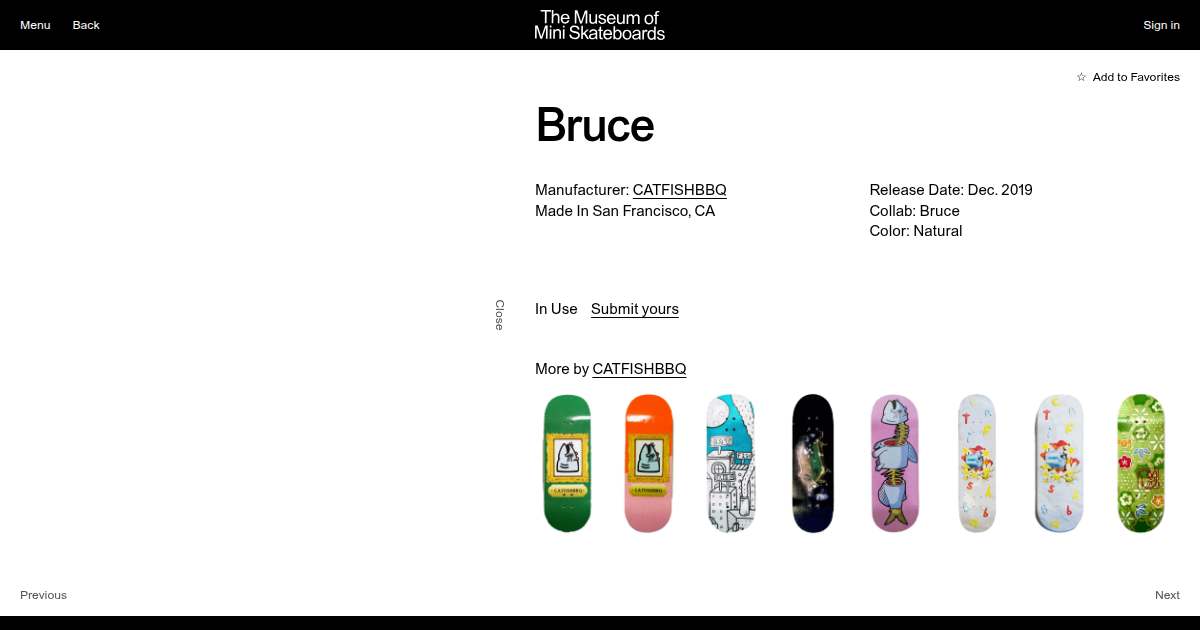 Menu
Back
The Museum of
Mini Skateboards
Sign in
☆ Add to Favorites
Bruce
Manufacturer: CATFISHBBQ
Made In San Francisco, CA
Release Date: Dec. 2019
Collab: Bruce
Color: Natural
Close
In Use Submit yours
More by CATFISHBBQ
CATFISHBBQ
CATFISHBBQ
Previous
Next